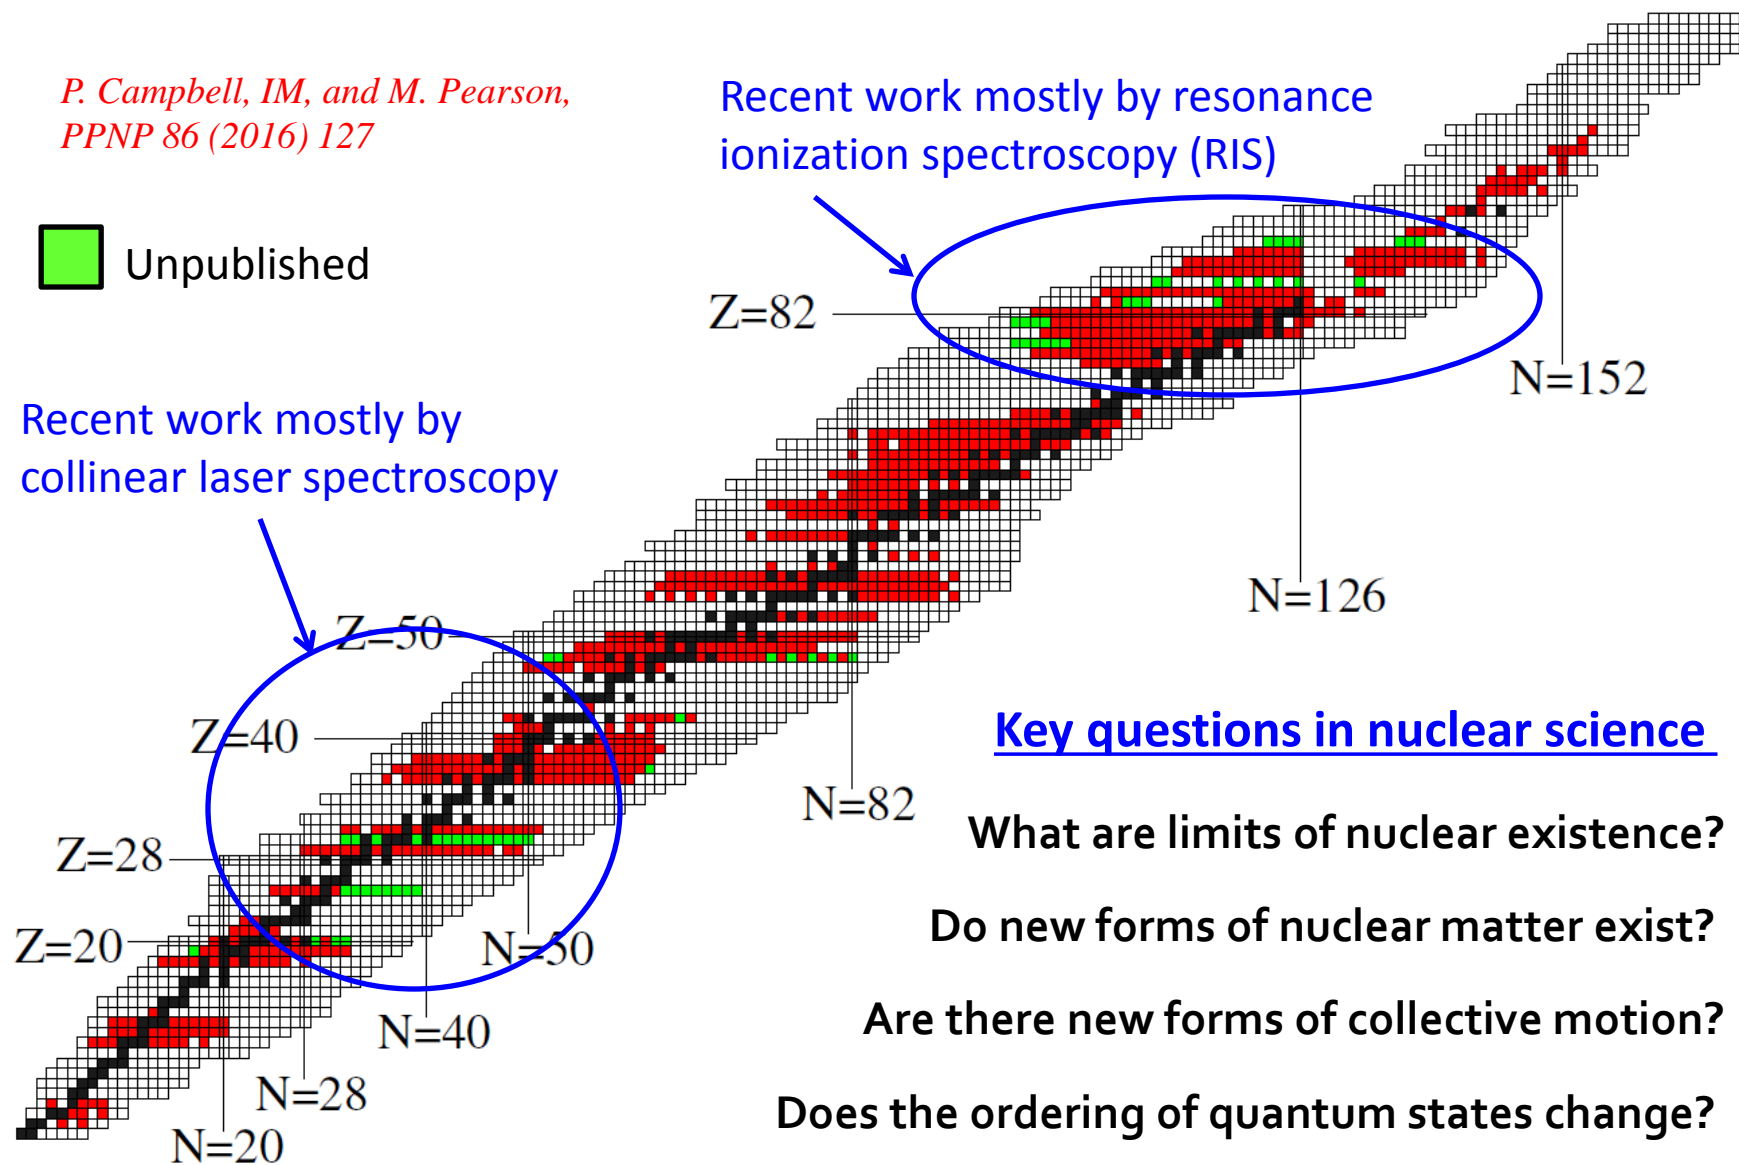 P. Campbell, IM, and M. Pearson,
PPNP 86 (2016) 127
Unpublished
Recent work mostly by resonance
ionization spectroscopy (RIS)
Z=82
N=152
Recent work mostly by
collinear laser spectroscopy
N=126
Z=50
Z=40
N=82
Z=28
Z=20
N=50
N=40
N=28
N=20
Key questions in nuclear science
What are limits of nuclear existence?
Do new forms of nuclear matter exist?
Are there new forms of collective motion?
Does the ordering of quantum states change?